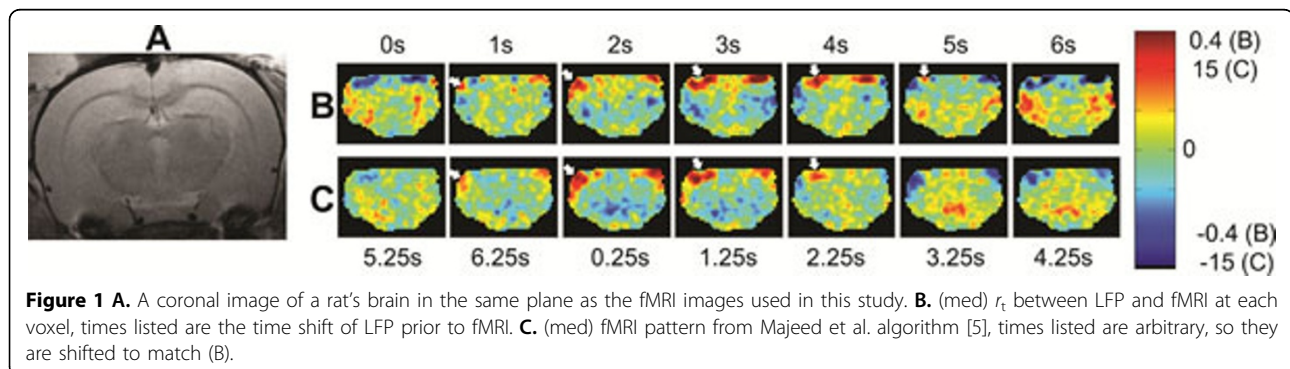 A
0s 1s 2s 3s 4s 5s 6s
B
C
5.25s 6.25s 0.25s 1.25s 2.25s 3.25s 4.25s
0.4 (B)
15 (C)
0
-0.4 (B)
-15 (C)
Figure 1 A. A coronal image of a rat's brain in the same plane as the fMRI images used in this study. B. (med) rt between LFP and fMRI at each
voxel, times listed are the time shift of LFP prior to fMRI. C. (med) fMRI pattern from Majeed et al. algorithm [5], times listed are arbitrary, so they
are shifted to match (B).